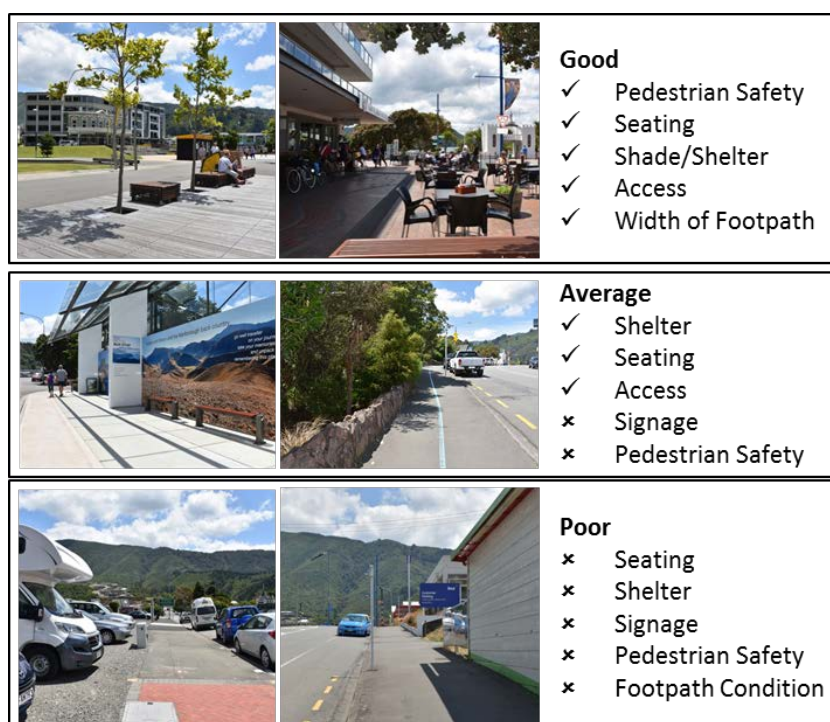 Good
✓ Pedestrian Safety
✓ Seating
✓ Shade/Shelter
✓ Access
✓ Width of Footpath
Average
✓ Shelter
✓ Seating
✓ Access
× Signage
× Pedestrian Safety
Poor
× Seating
× Shelter
× Signage
× Pedestrian Safety
× Footpath Condition